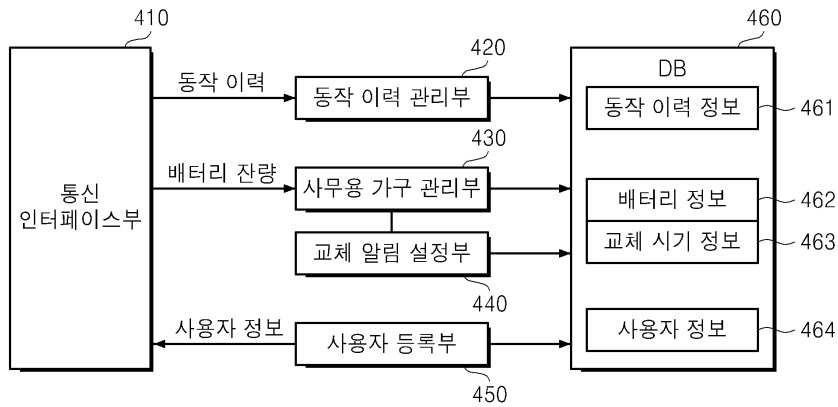 410
통신
인터페이스부
동작 이력
420
동작 이력 관리부
배터리 잔량
430
사무용 가구 관리부
교체 알림 설정부
440
사용자 정보
사용자 등록부
450
460
DB
동작 이력 정보
461
배터리 정보
462
교체 시기 정보
463
사용자 정보
464